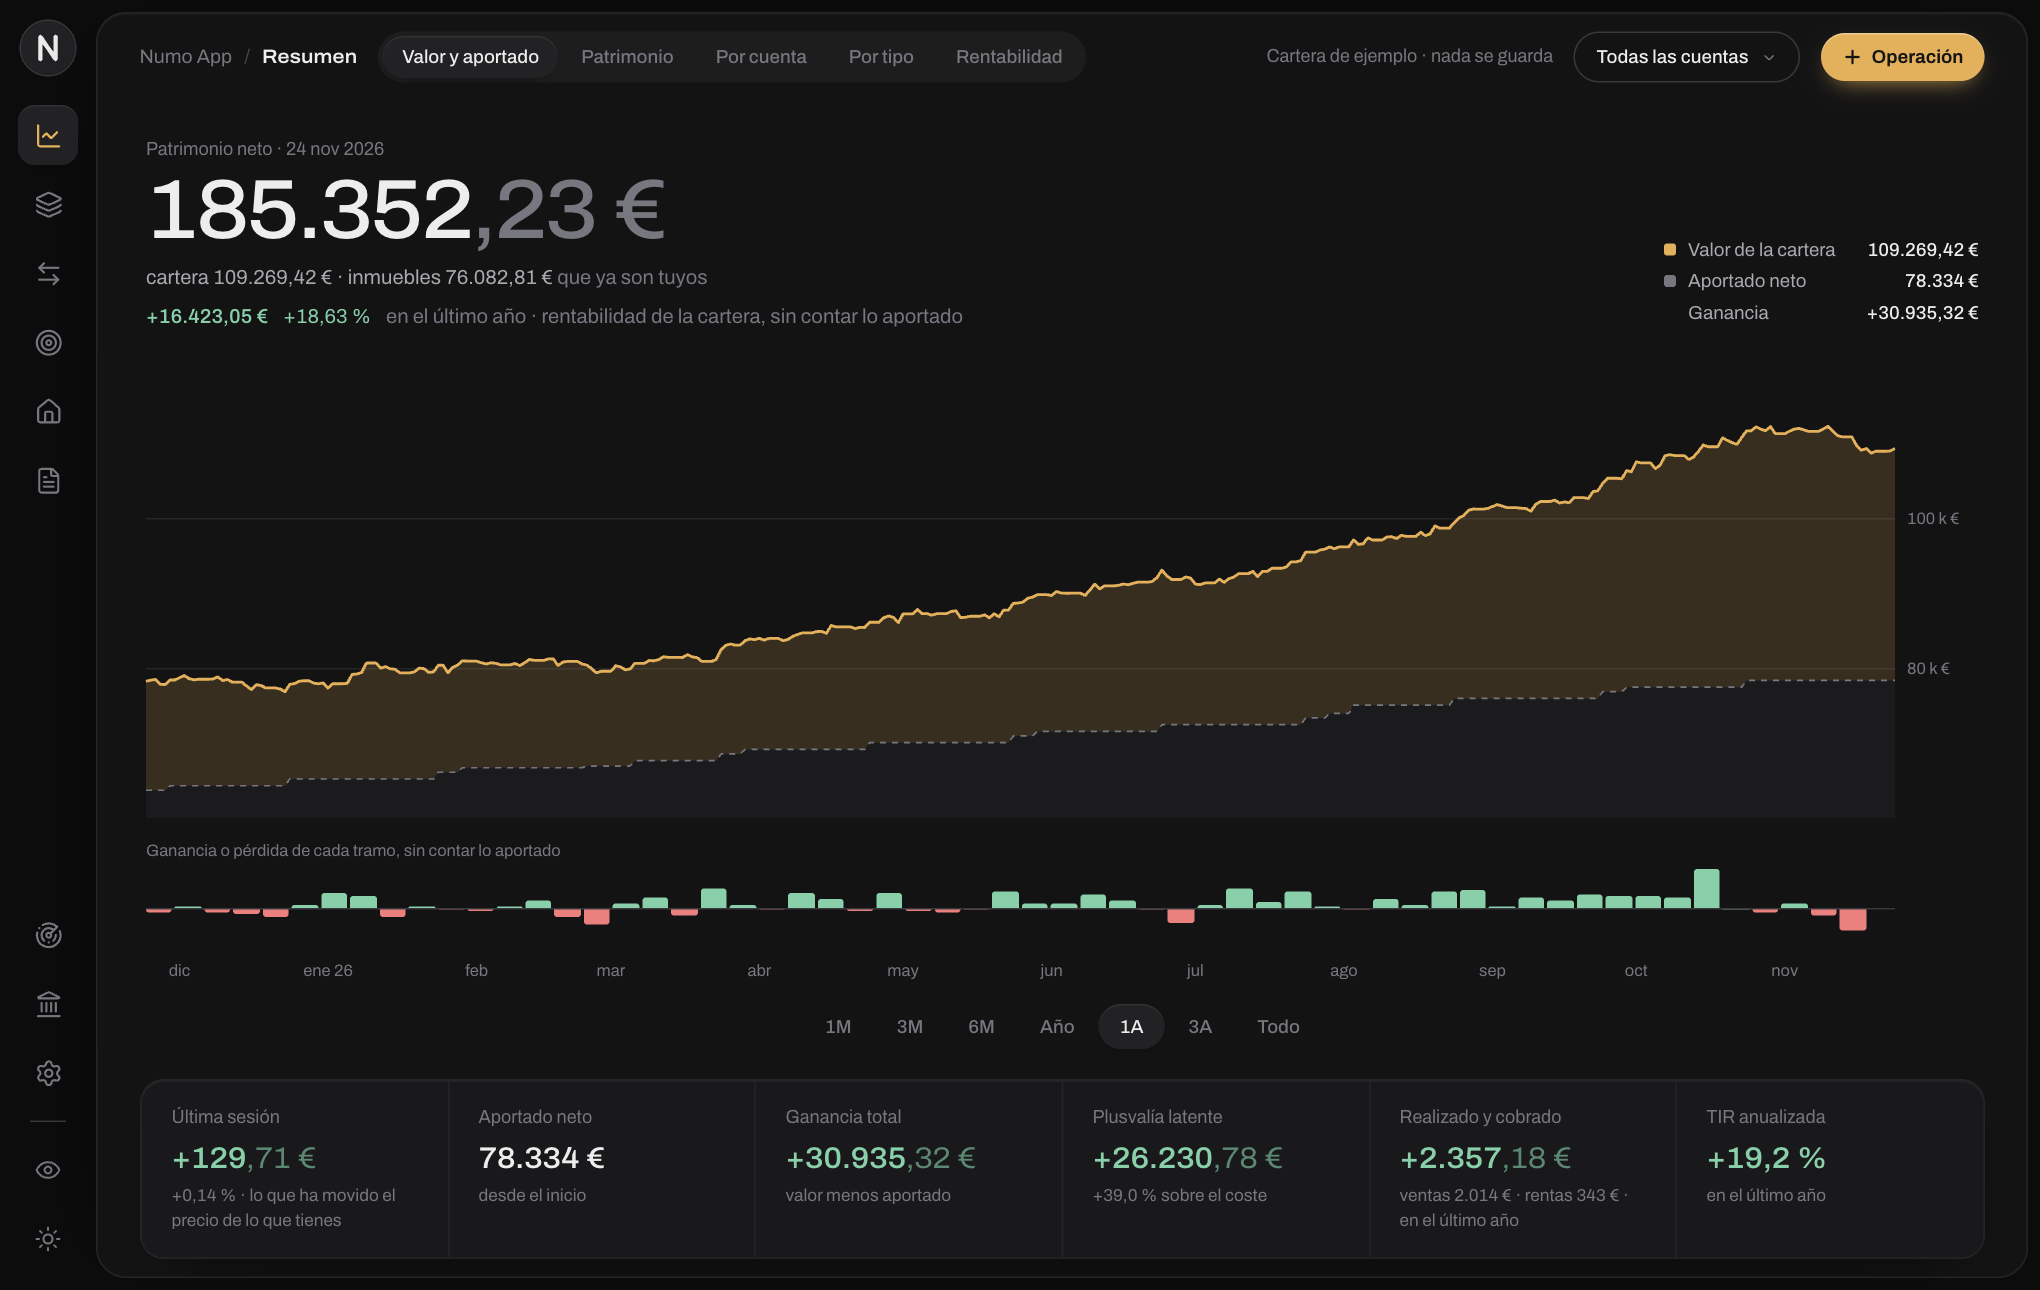 N
Numo App / Resumen
Valor y aportado
Patrimonio
Por cuenta
Por tipo
Rentabilidad
Cartera de ejemplo · nada se guarda
Todas las cuentas
+ Operación
Patrimonio neto · 24 nov 2026
185.352,23 €
cartera 109.269,42 € · inmuebles 76.082,81 € que ya son tuyos
+16.423,05 € +18,63 % en el último año · rentabilidad de la cartera, sin contar lo aportado
Valor de la cartera 109.269,42 €
Aportado neto 78.334 €
Ganancia +30.935,32 €
100 k €
80 k €
Ganancia o pérdida de cada tramo, sin contar lo aportado
dic ene 26 feb mar abr may jun jul ago sep oct nov
1M 3M 6M Año 1A 3A Todo
Última sesión
+129,71 €
+0,14 % · lo que ha movido el
precio de lo que tienes
Aportado neto
78.334 €
desde el inicio
Ganancia total
+30.935,32 €
valor menos aportado
Plusvalía latente
+26.230,78 €
+39,0 % sobre el coste
Realizado y cobrado
+2.357,18 €
ventas 2.014 € · rentas 343 € ·
en el último año
TIR anualizada
+19,2 %
en el último año